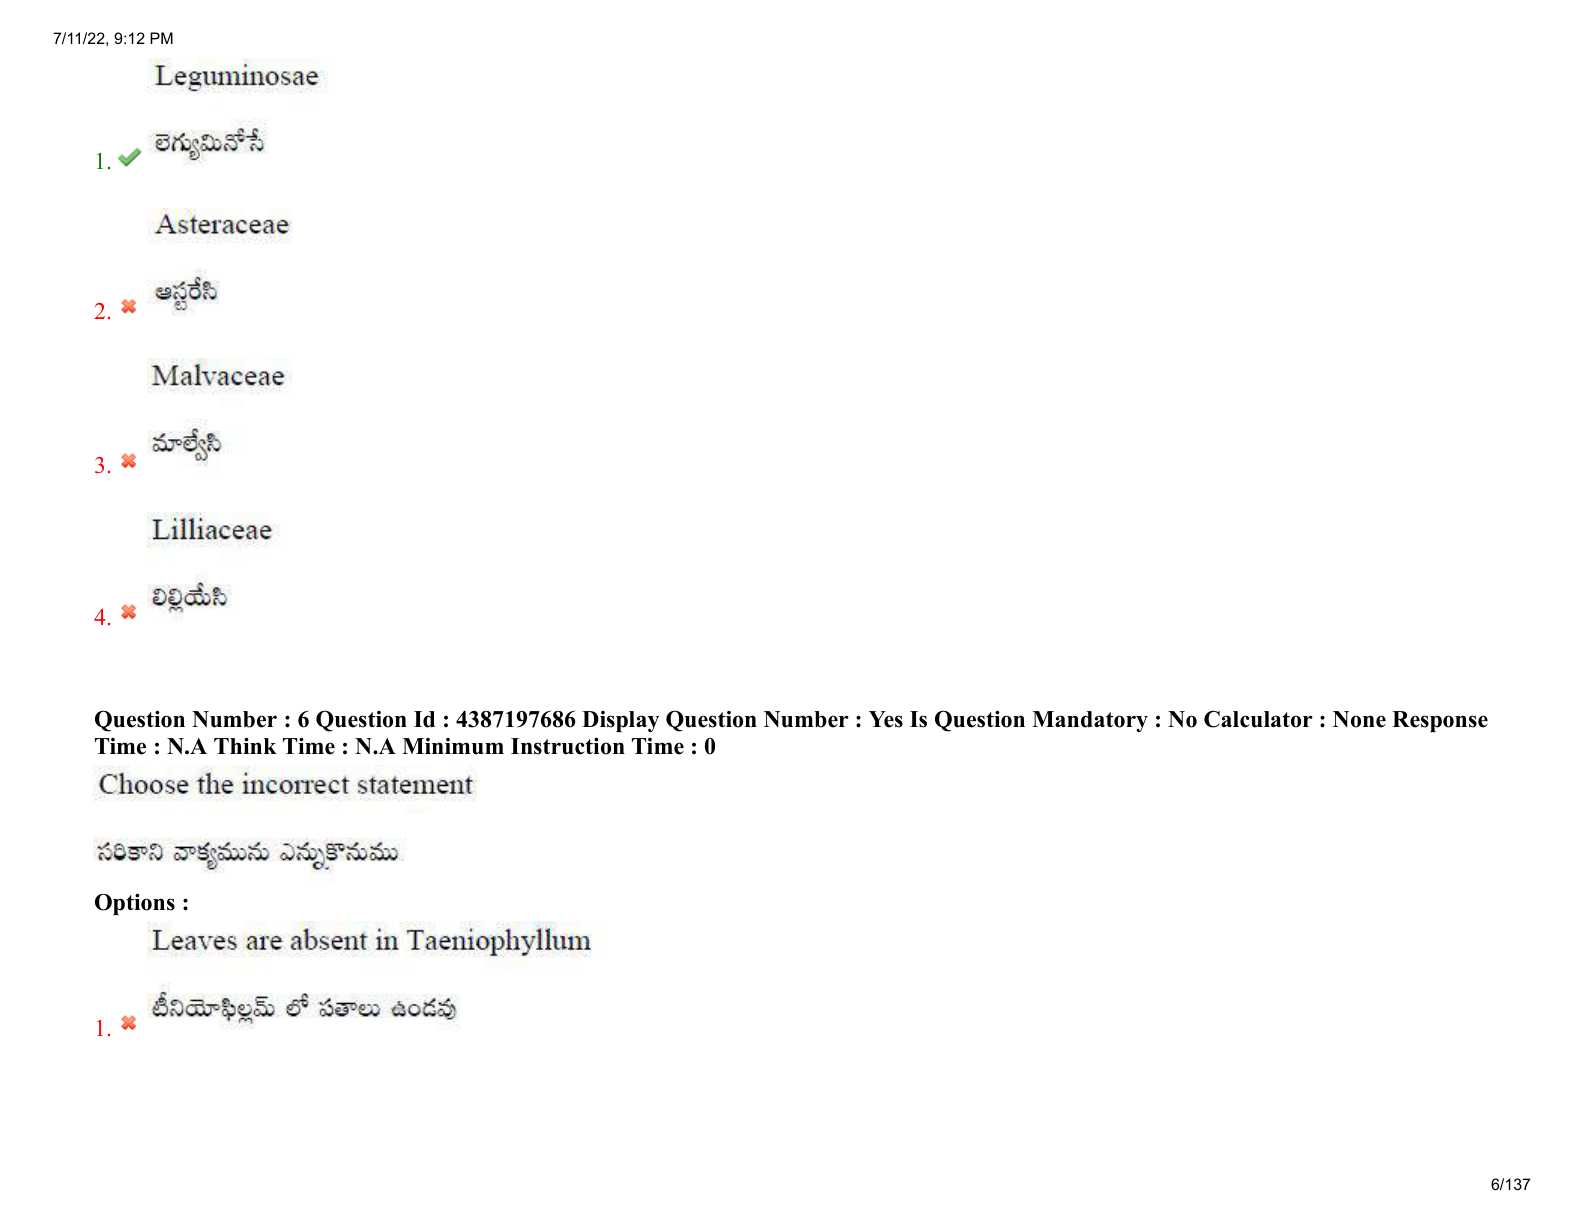 7/11/22, 9:12 PM
Leguminosae
లెగ్యుమినోసే
1.
Asteraceae
ఆస్టరేసి
2.
Malvaceae
మాల్వేసి
3.
Lilliaceae
లిల్లియేసి
4.
Question Number : 6 Question Id : 4387197686 Display Question Number : Yes Is Question Mandatory : No Calculator : None Response
Time : N.A Think Time : N.A Minimum Instruction Time : 0
Choose the incorrect statement
సరికాని వాక్యమును ఎన్నుకొనుము
Options :
Leaves are absent in Taeniophyllum
టీనియోఫిల్లమ్ లో పతాలు ఉండవు
1.
6/137